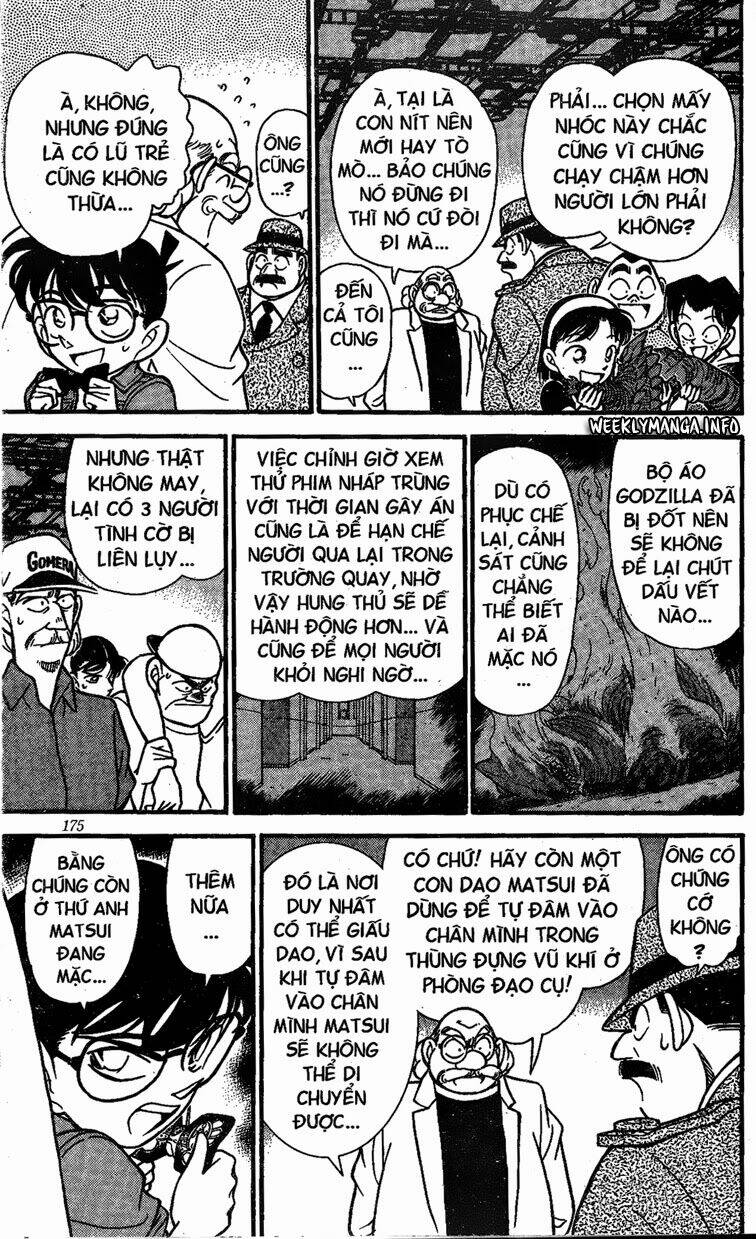 PHẢI... CHỌN MẤY
NHÓC NÀY CHẮC
CŨNG VÌ CHÚNG
CHẠY CHẬM HƠN
NGƯỜI LỚN PHẢI
KHÔNG?
À, TẠI LÀ
CON NÍT NÊN
MỚI HAY TÒ
MÒ... BẢO CHÚNG
NÓ ĐỪNG ĐI
THÌ NÓ CỨ ĐÒI
ĐI MÀ...
ĐẾN
CẢ TÔI
CŨNG
...
ÔNG
CŨNG
...?
À, KHÔNG,
NHƯNG ĐÚNG
LÀ CÓ LŨ TRẺ
CŨNG KHÔNG
THỪA...
WEEKLYMANGA.INFO
BỘ ÁO
GODZILLA ĐÃ
BỊ ĐỐT NÊN
SẼ KHÔNG
ĐỂ LẠI CHÚT
DẤU VẾT
NÀO...
DÙ CÓ
PHỤC CHẾ
LẠI, CẢNH
SÁT CŨNG
CHẲNG
THỂ BIẾT
AI ĐÃ
MẶC NÓ
...
VIỆC CHỈNH GIỜ XEM
THỬ PHIM NHÁP TRÙNG
VỚI THỜI GIAN GÂY ÁN
CŨNG LÀ ĐỂ HẠN CHẾ
NGƯỜI QUA LẠI TRONG
TRƯỜNG QUAY, NHỜ
VẬY HUNG THỦ SẼ DỄ
HÀNH ĐỘNG HƠN... VÀ
CŨNG ĐỂ MỌI NGƯỜI
KHỎI NGHI NGỜ...
NHƯNG THẬT
KHÔNG MAY,
LẠI CÓ 3 NGƯỜI
TÌNH CỜ BỊ
LIÊN LỤY...
GOMERA
175
ÔNG CÓ
CHỨNG
CỚ
KHÔNG
?
CÓ CHỨ! HÃY CÒN MỘT
CON DAO MATSUI ĐÃ
DÙNG ĐỂ TỰ ĐÂM VÀO
CHÂN MÌNH TRONG
THÙNG ĐỰNG VŨ KHÍ Ở
PHÒNG ĐẠO CỤ!
ĐÓ LÀ NƠI
DUY NHẤT
CÓ THỂ GIẤU
DAO, VÌ SAU
KHI TỰ ĐÂM
VÀO CHÂN
MÌNH MATSUI
SẼ KHÔNG
THỂ DI
CHUYỂN
ĐƯỢC...
THÊM
NỮA
...
BẰNG
CHỨNG CÒN
Ở THỨ ANH
MATSUI
ĐANG
MẶC...